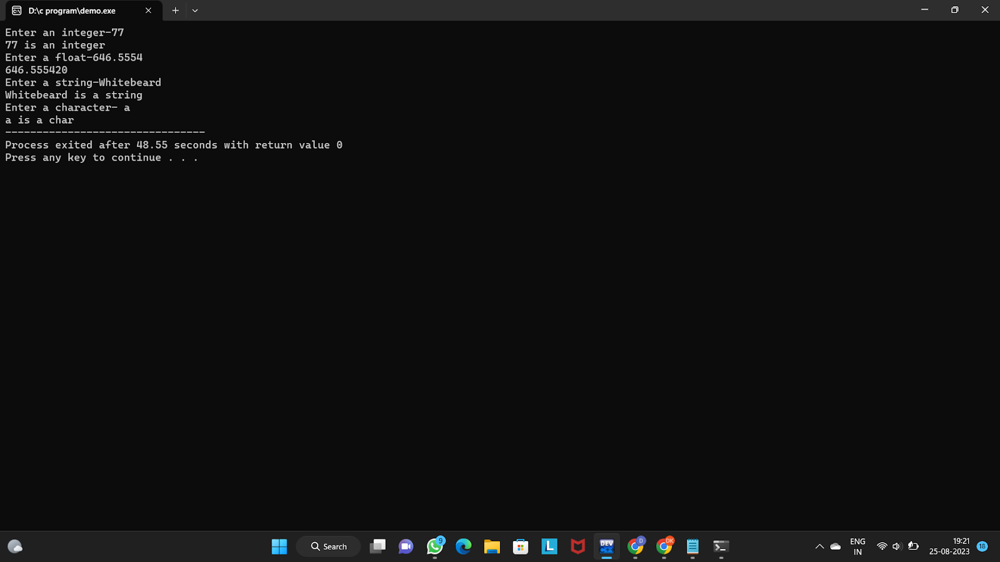 D:\c program\demo.exe
Enter an integer-77
77 is an integer
Enter a float-646.5554
646.555420
Enter a string-Whitebeard
Whitebeard is a string
Enter a character- a
a is a char
--------------------------------
Process exited after 48.55 seconds with return value 0
Press any key to continue . . .
Search
9
L
DEV
C++
D
DK
ENG
IN
19:21
25-08-2023
18